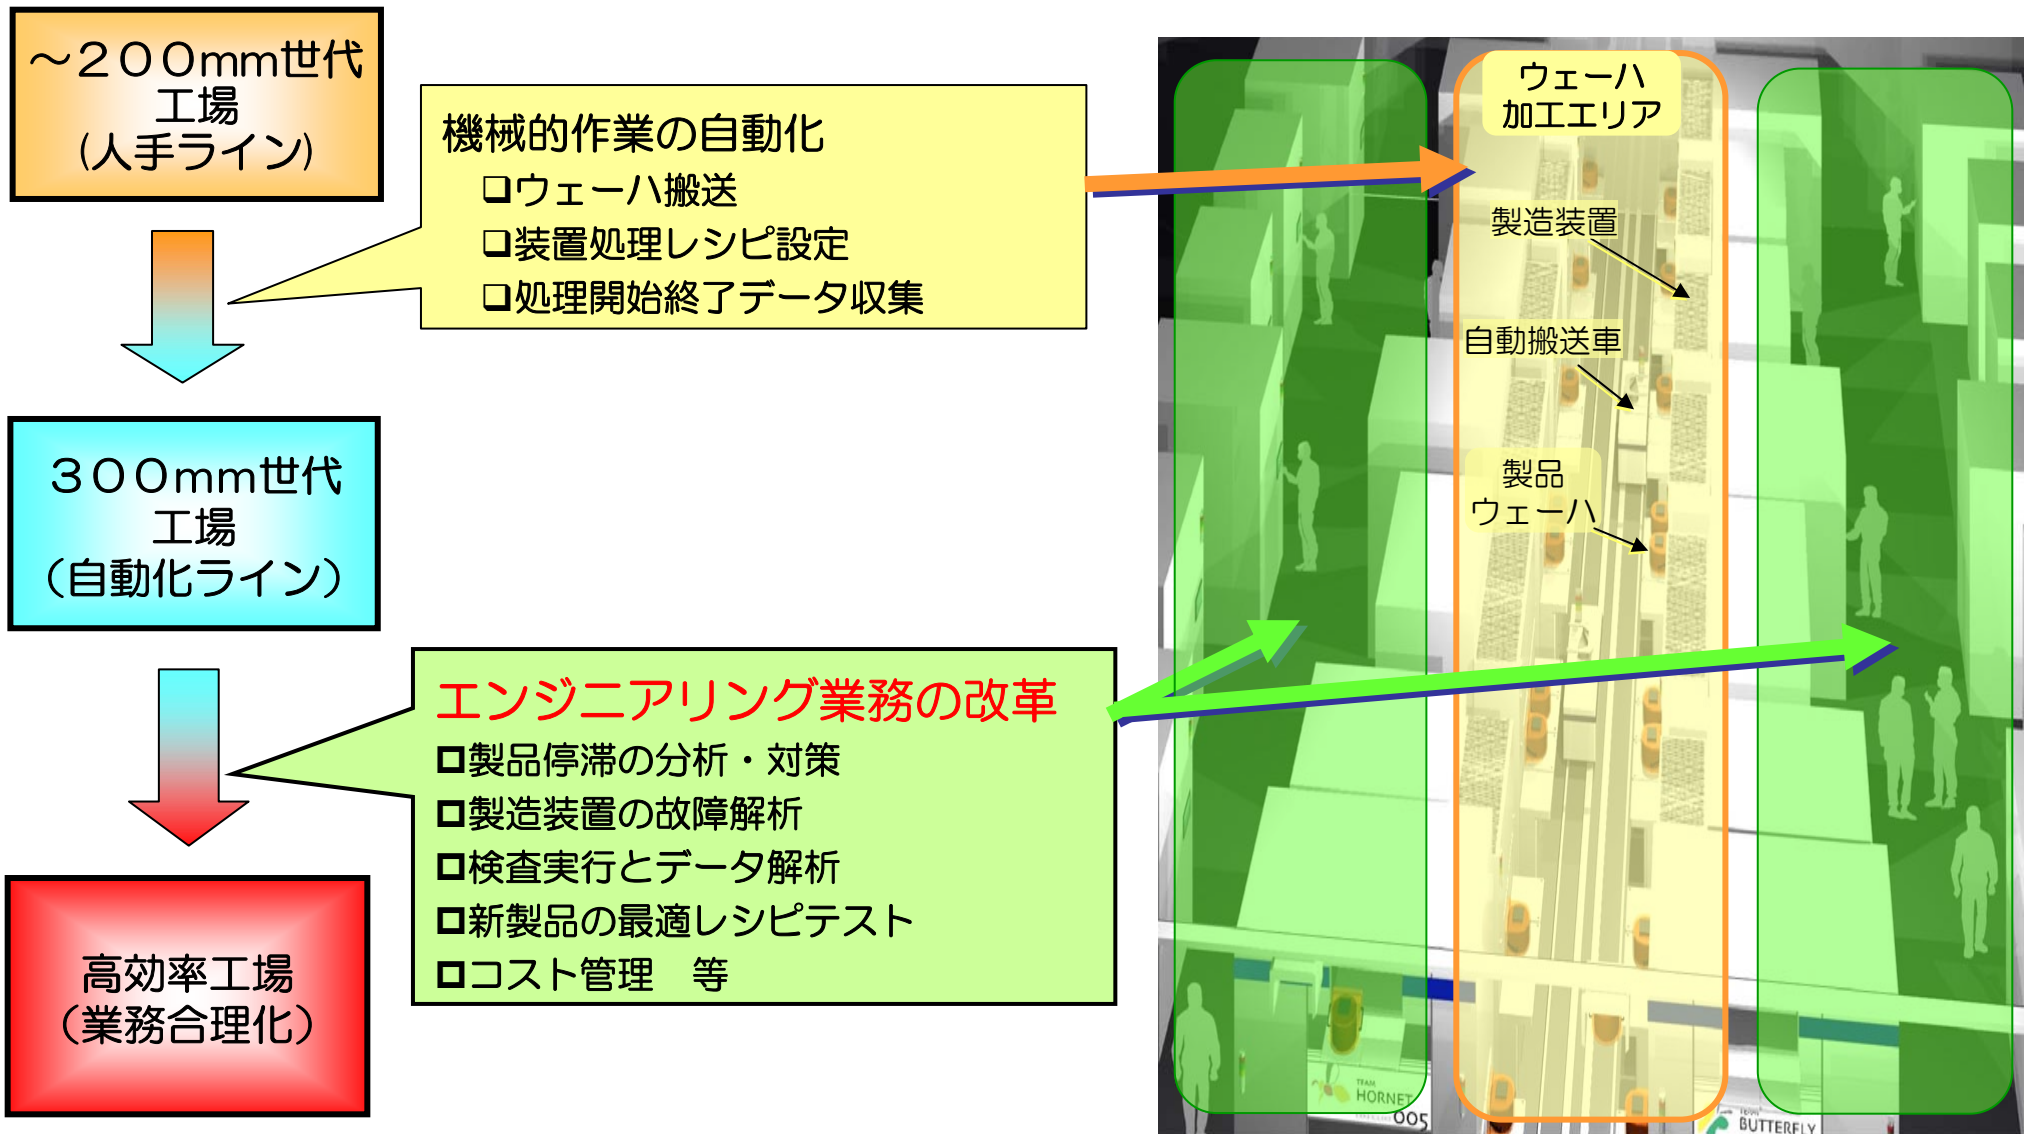 ～２００mm世代
工場
(人手ライン)
機械的作業の自動化
❑ウェーハ搬送
❑装置処理レシピ設定
❑処理開始終了データ収集
３００mm世代
工場
（自動化ライン）
エンジニアリング業務の改革
製品停滞の分析・対策
製造装置の故障解析
検査実行とデータ解析
新製品の最適レシピテスト
コスト管理　等
高効率工場
（業務合理化）
ウェーハ
加工エリア
製造装置
自動搬送車
製品
ウェーハ
TEAM
HORNET
005
BUTTERFLY